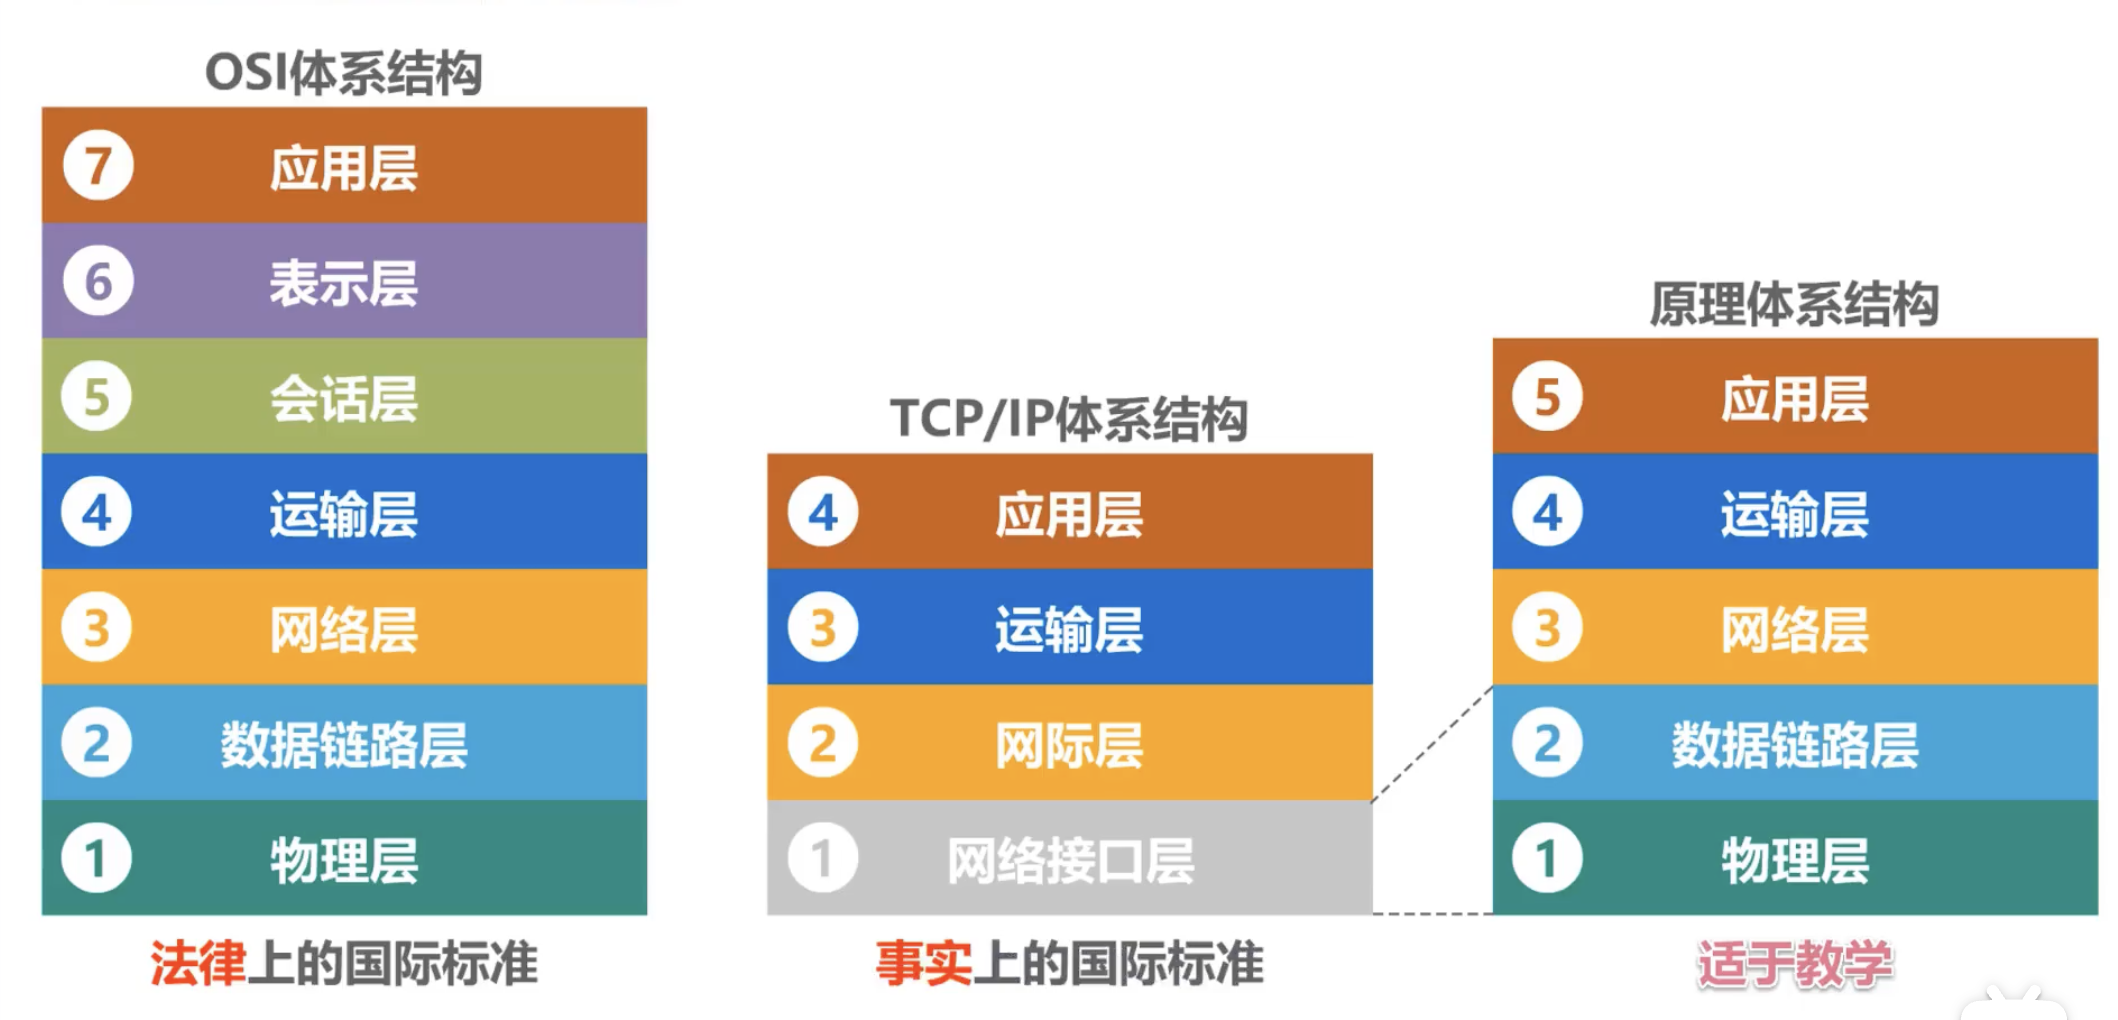 OSI体系结构
7 应用层
6 表示层
5 会话层
4 运输层
3 网络层
2 数据链路层
1 物理层
法律上的国际标准
TCP/IP体系结构
4 应用层
3 运输层
2 网际层
1 网络接口层
事实上的国际标准
原理体系结构
5 应用层
4 运输层
3 网络层
2 数据链路层
1 物理层
适于教学